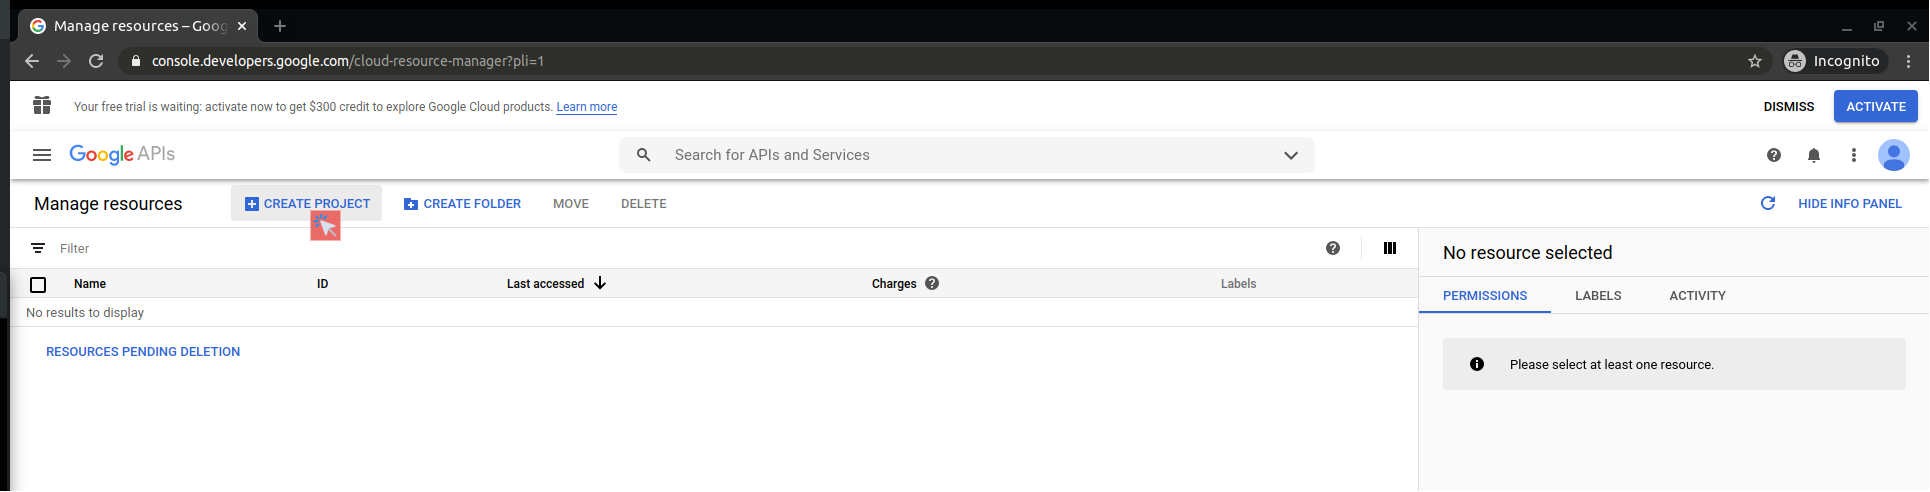 Manage resources – Goog
console.developers.google.com/cloud-resource-manager?pli=1
Incognito
Your free trial is waiting: activate now to get $300 credit to explore Google Cloud products. Learn more
DISMISS
ACTIVATE
Google APIs
Search for APIs and Services
Manage resources
CREATE PROJECT
CREATE FOLDER
MOVE
DELETE
HIDE INFO PANEL
Filter
No resource selected
Name
ID
Last accessed
Charges
Labels
PERMISSIONS
LABELS
ACTIVITY
No results to display
RESOURCES PENDING DELETION
Please select at least one resource.